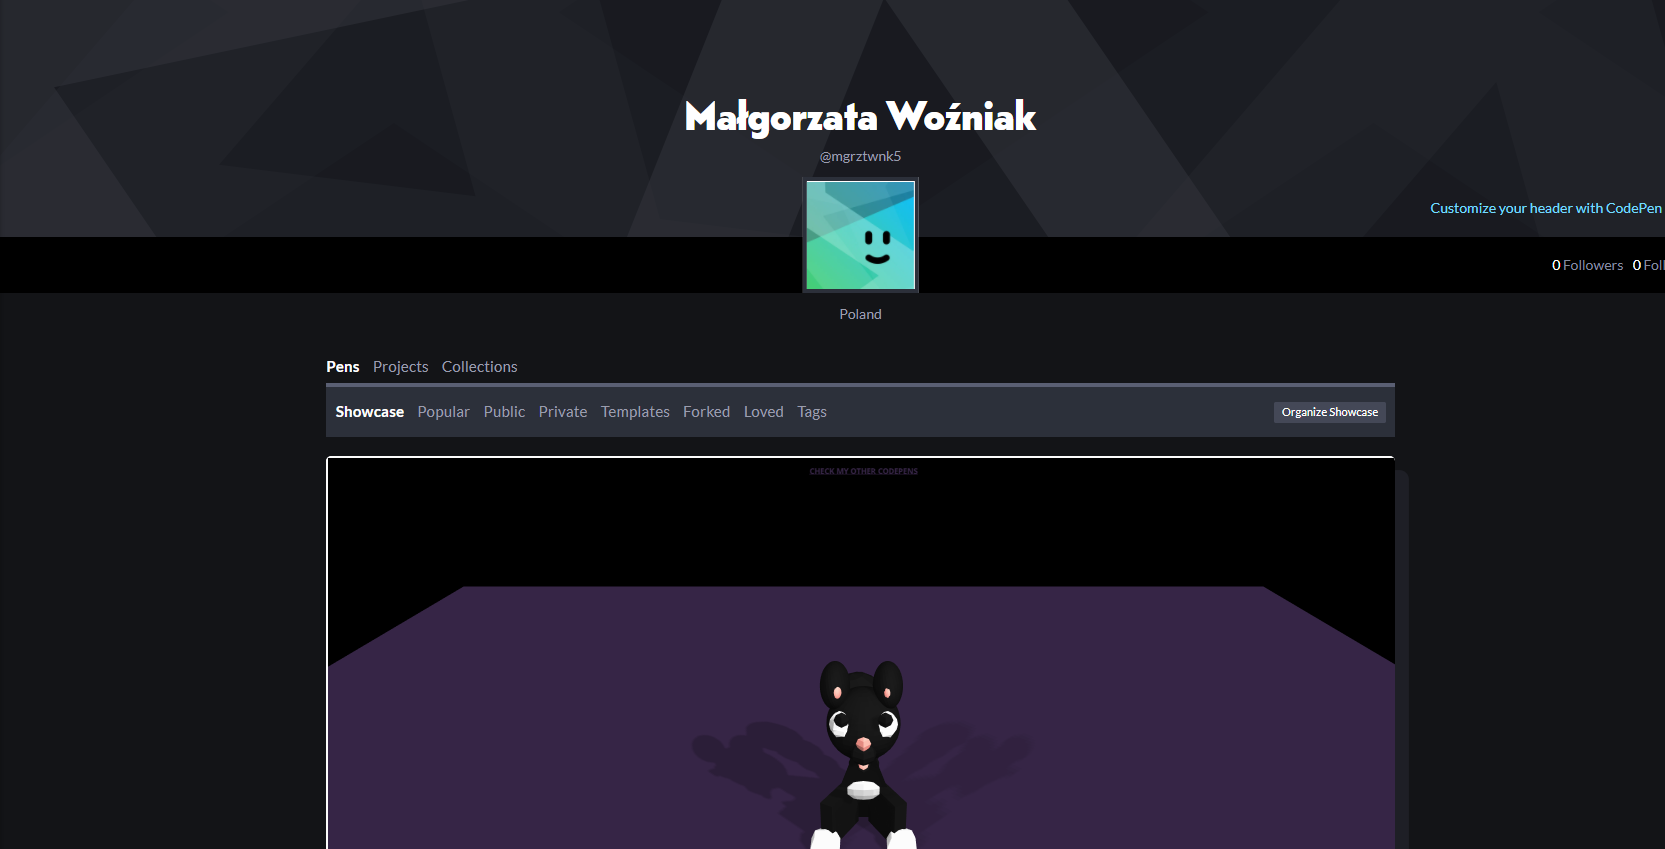 Małgorzata Woźniak
@mgrztwnk5
Customize your header with CodePen
0 Followers 0
Poland
Pens Projects Collections
Showcase Popular Public Private Templates Forked Loved Tags Organize Showcase
CHECK MY OTHER CODEPENS